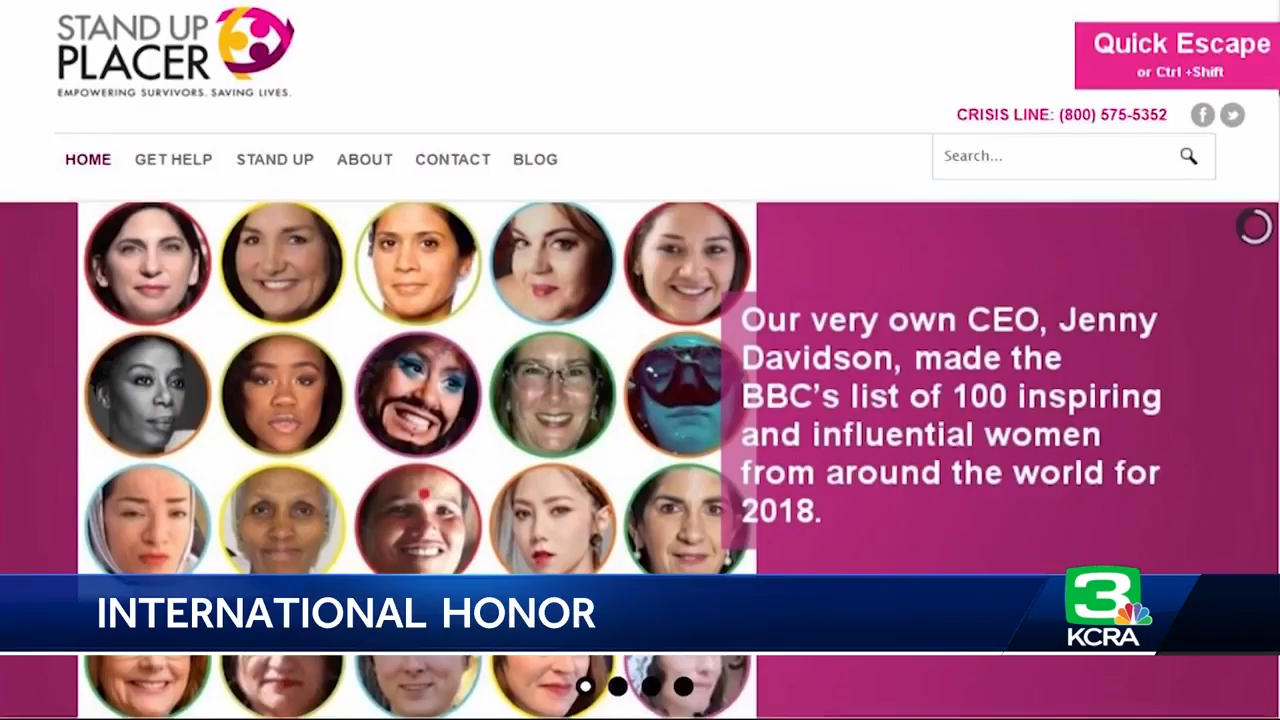 STAND UP
PLACER
EMPOWERING SURVIVORS. SAVING LIVES.
Quick Escape
or Ctrl +Shift
CRISIS LINE: (800) 575-5352
HOME GET HELP STAND UP ABOUT CONTACT BLOG
Search...
Our very own CEO, Jenny
Davidson, made the
BBC's list of 100 inspiring
and influential women
from around the world for
2018.
INTERNATIONAL HONOR
3
KCRA